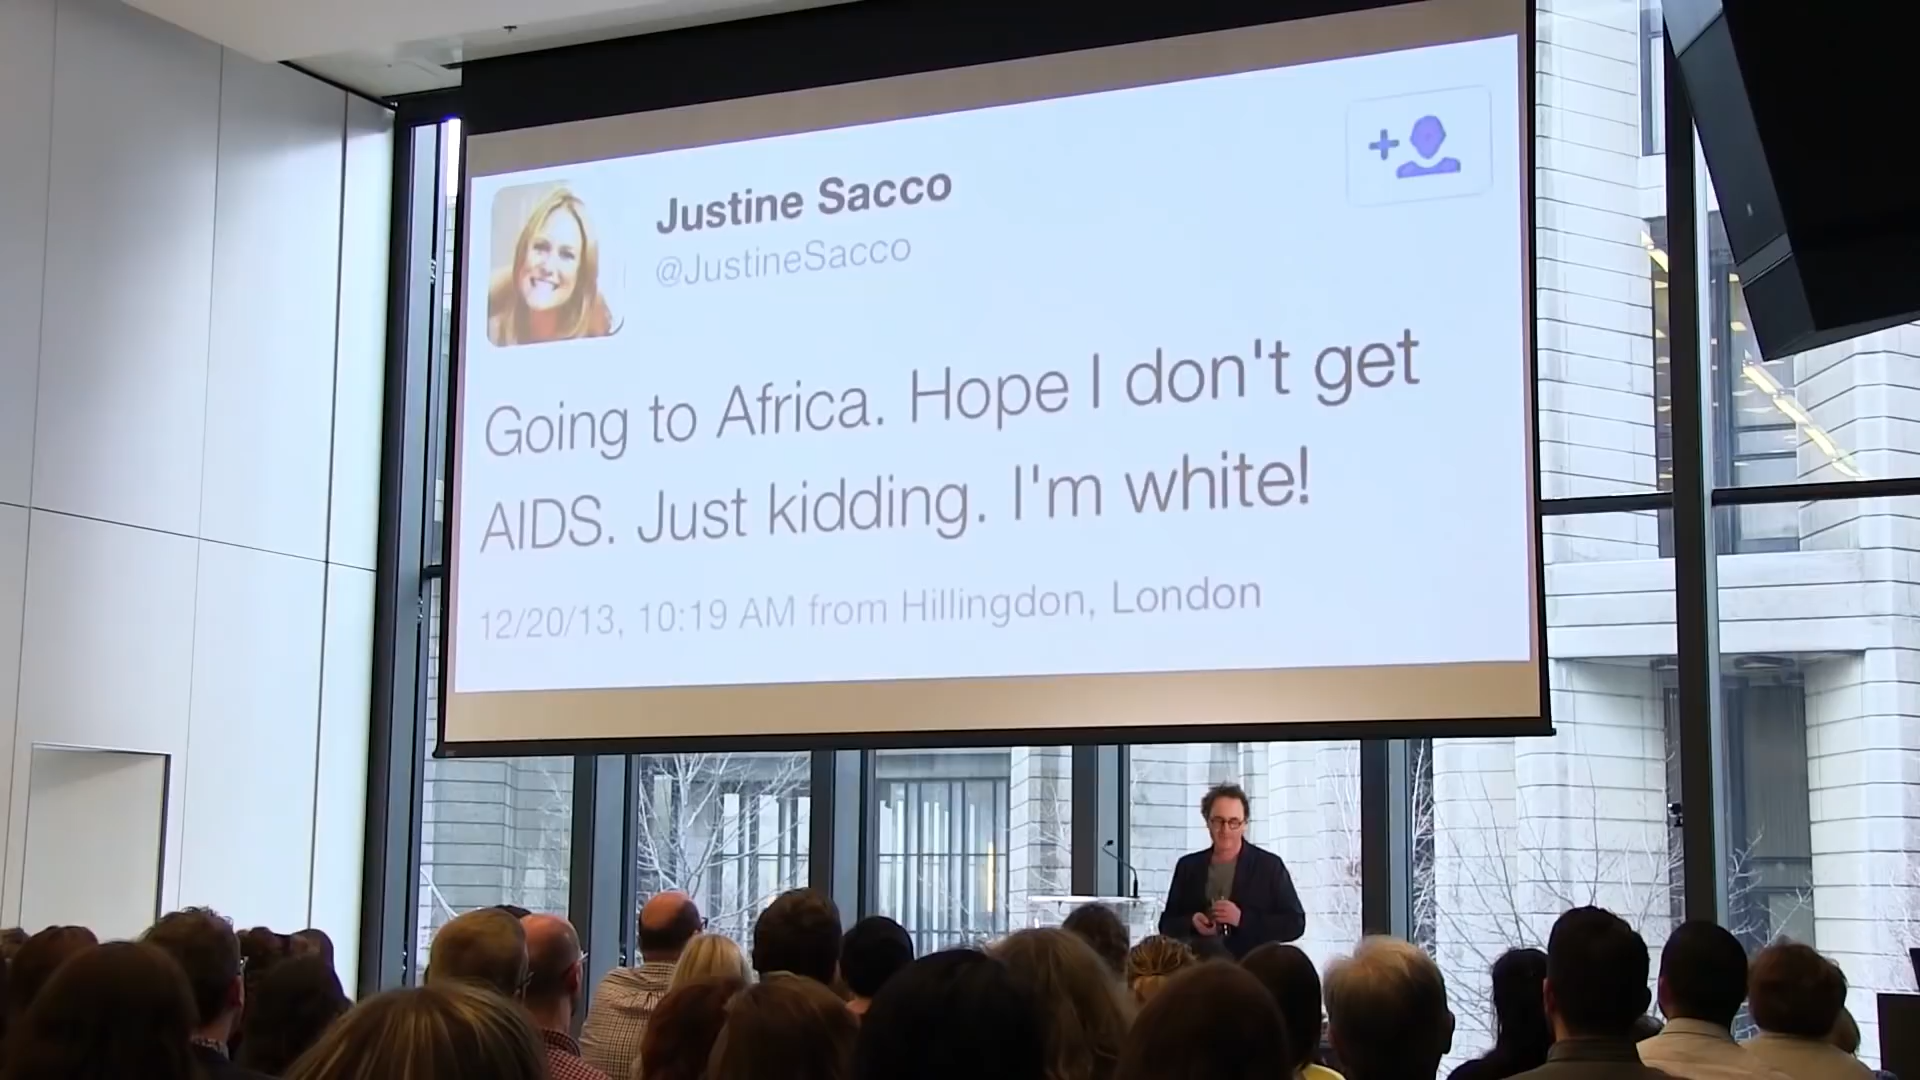 Justine Sacco
@JustineSacco
Going to Africa. Hope I don't get
AIDS. Just kidding. I'm white!
12/20/13, 10:19 AM from Hillingdon, London